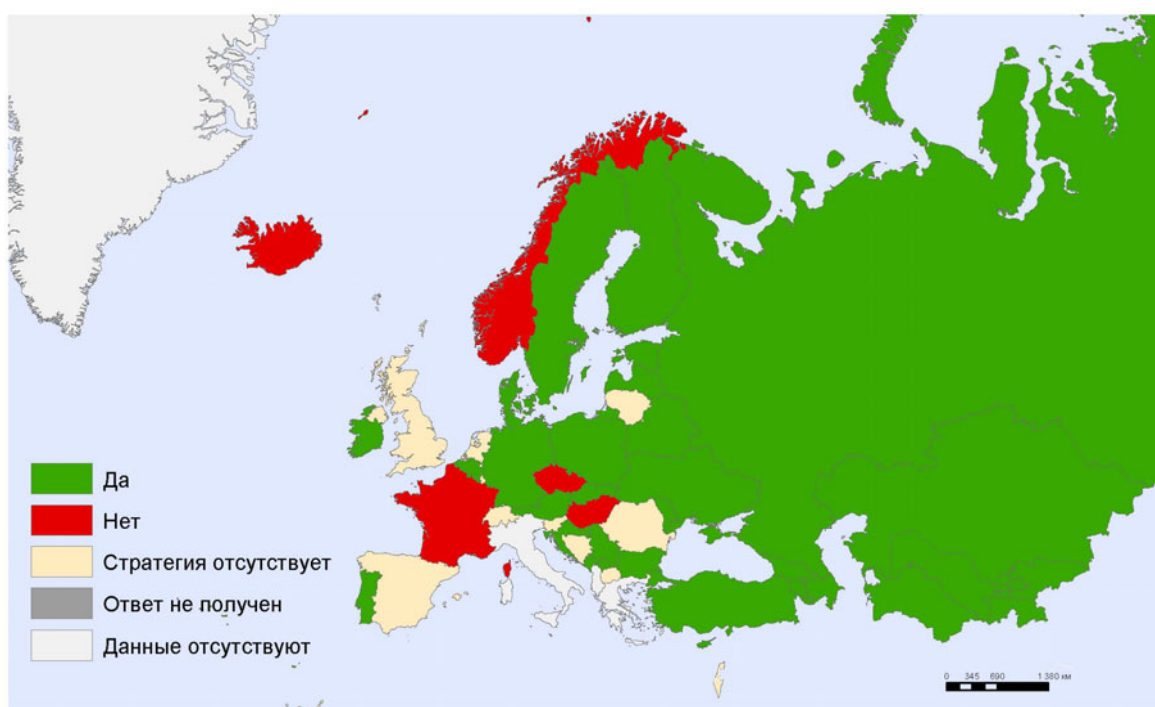 Да
Нет
Стратегия отсутствует
Ответ не получен
Данные отсутствуют
0 345 690 1 380 км